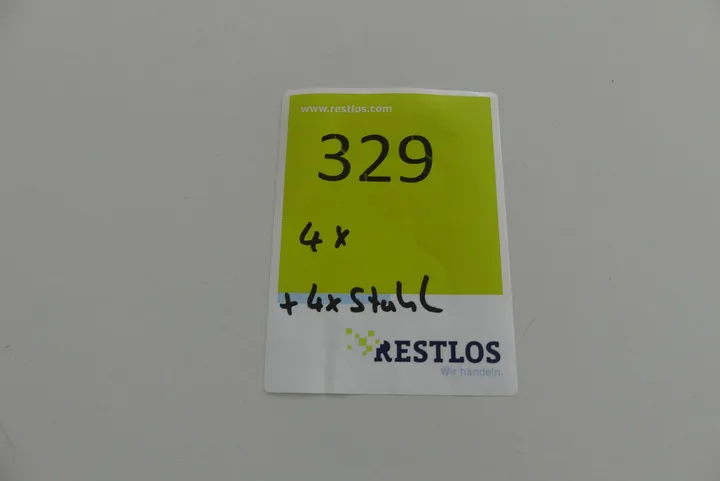 www.restlos.com
329
4x
+ 4x Stuhl
RESTLOS
Wir handeln.